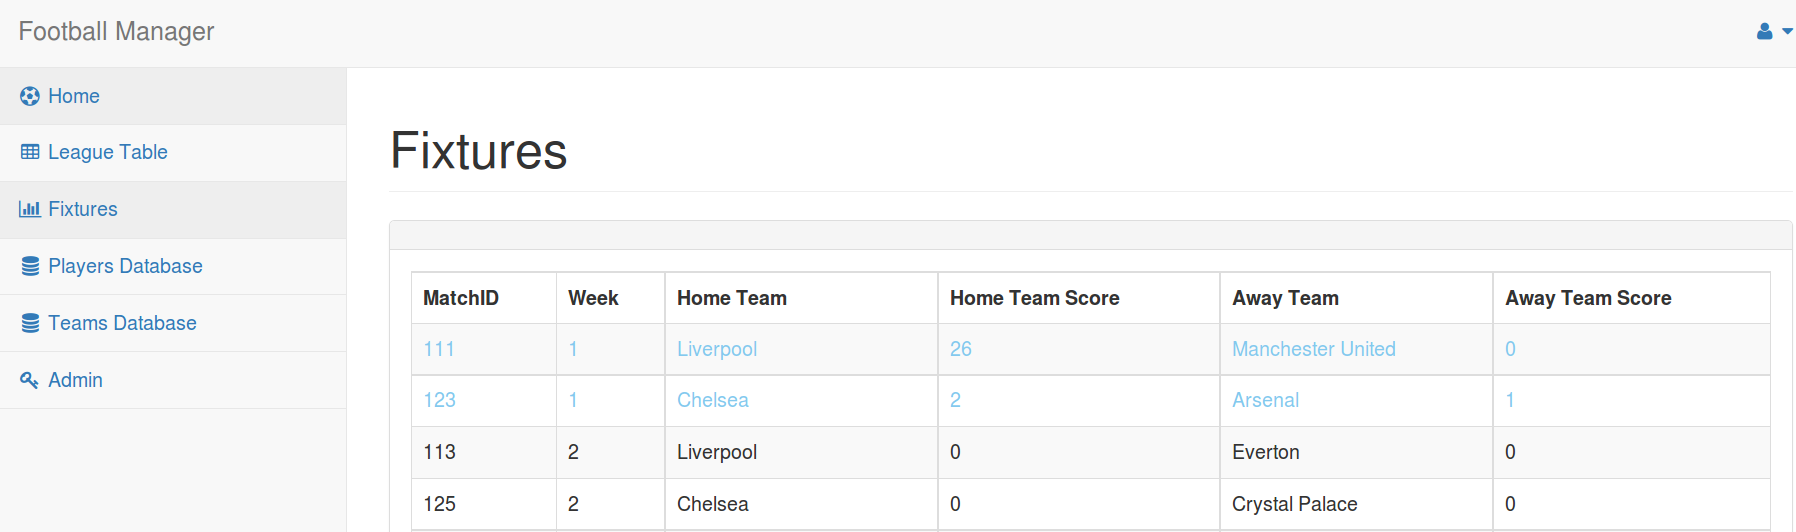 Football Manager
Home
League Table
Fixtures
Players Database
Teams Database
Admin
Fixtures
MatchID Week Home Team Home Team Score Away Team Away Team Score
111 1 Liverpool 26 Manchester United 0
123 1 Chelsea 2 Arsenal 1
113 2 Liverpool 0 Everton 0
125 2 Chelsea 0 Crystal Palace 0